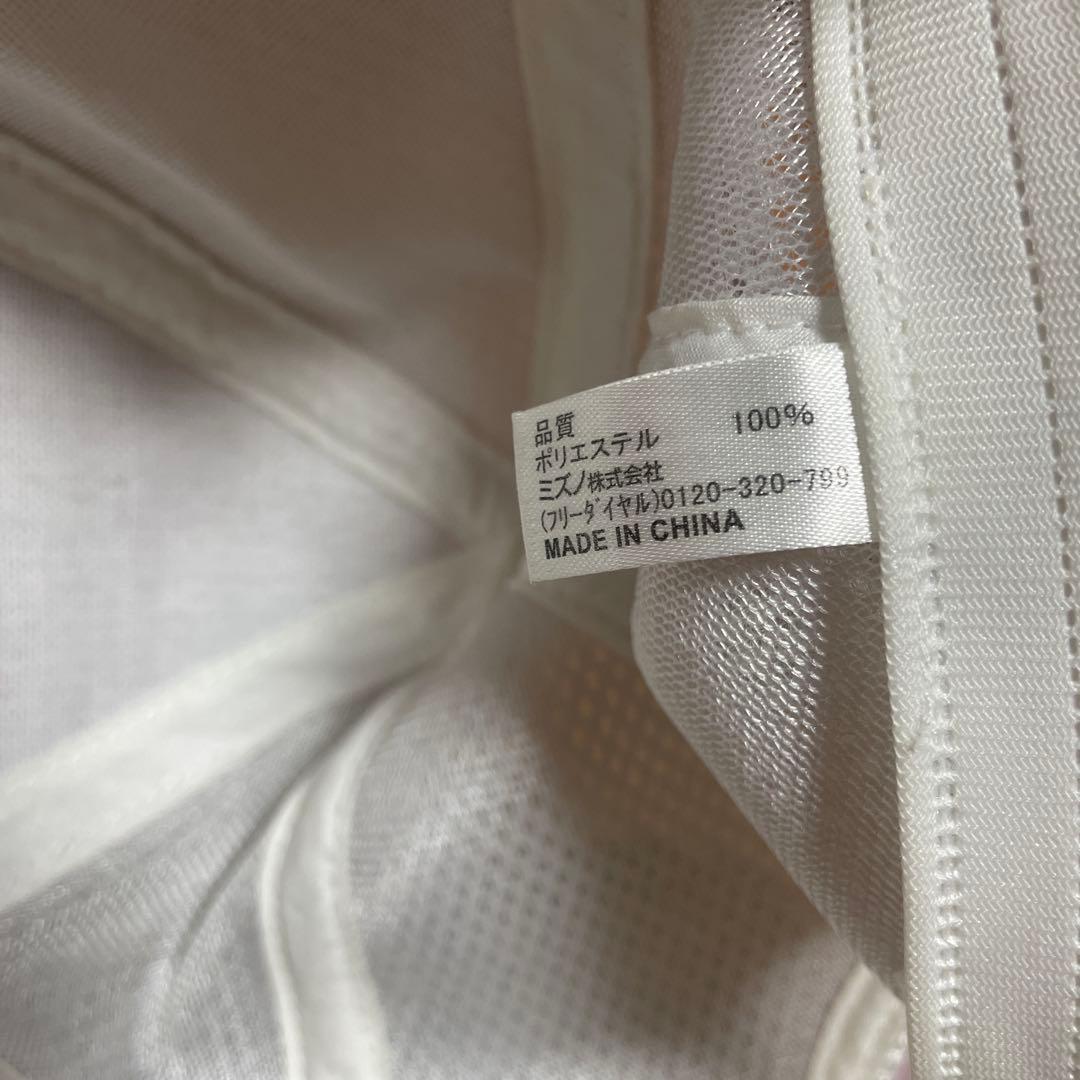 品質
ポリエステル 100%
ミズノ株式会社
(フリーダイヤル)0120-320-799
MADE IN CHINA